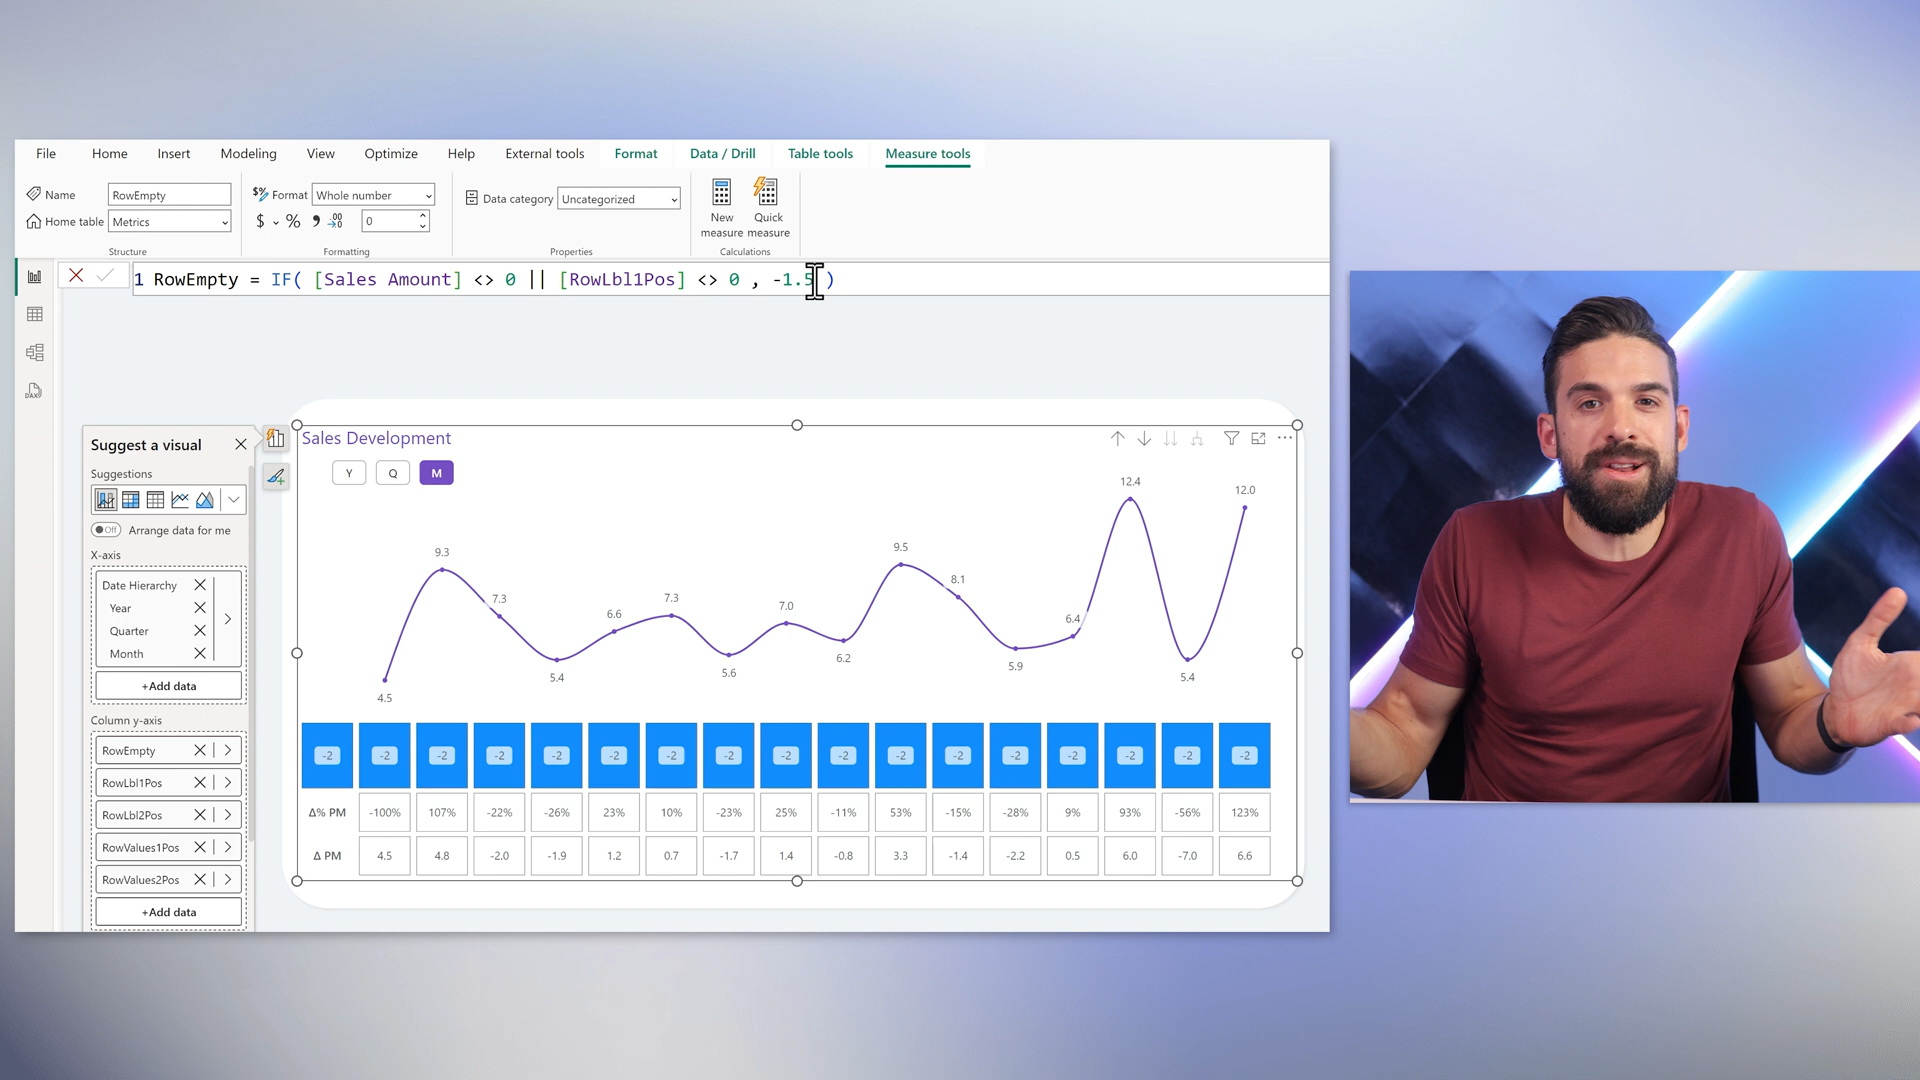 File Home Insert Modeling View Optimize Help External tools Format Data / Drill Table tools Measure tools
Name RowEmpty
Home table Metrics
Structure
Format Whole number
$ % , .00 0
Formatting
Data category Uncategorized
Properties
New measure
Quick measure
Calculations
1 RowEmpty = IF( [Sales Amount] <> 0 || [RowLbl1Pos] <> 0 , -1.5 )
DAX
Suggest a visual
Suggestions
Off Arrange data for me
X-axis
Date Hierarchy
Year
Quarter
Month
+Add data
Column y-axis
RowEmpty
RowLbl1Pos
RowLbl2Pos
RowValues1Pos
RowValues2Pos
+Add data
Sales Development
Y Q M
4.5 9.3 7.3 5.4 6.6 7.3 5.6 7.0 6.2 9.5 8.1 5.9 6.4 12.4 5.4 12.0
-2 -2 -2 -2 -2 -2 -2 -2 -2 -2 -2 -2 -2 -2 -2 -2 -2
Δ% PM -100% 107% -22% -26% 23% 10% -23% 25% -11% 53% -15% -28% 9% 93% -56% 123%
Δ PM 4.5 4.8 -2.0 -1.9 1.2 0.7 -1.7 1.4 -0.8 3.3 -1.4 -2.2 0.5 6.0 -7.0 6.6